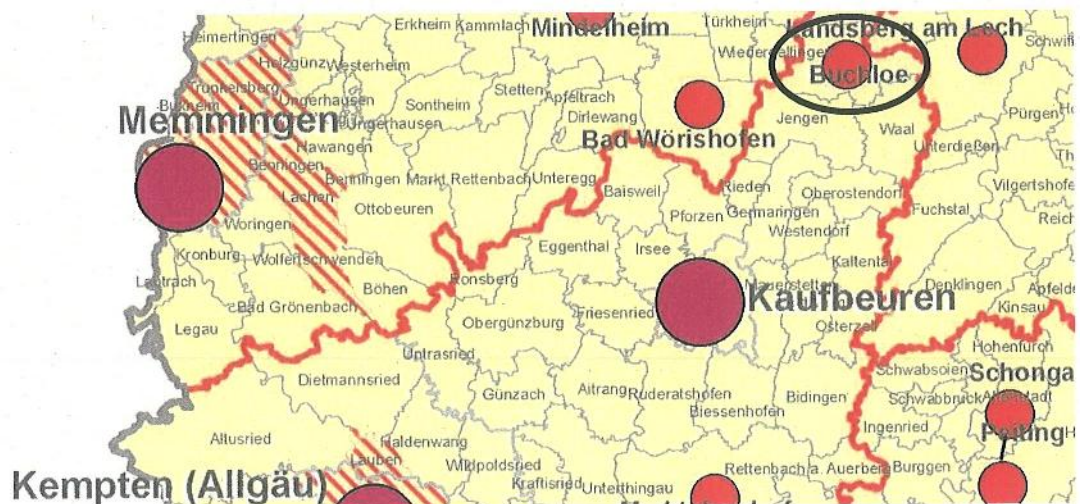 Erkheim Kammlach
Mindelheim
Türkheim
Landsberg am Lech
Heimertingen
Wiedergeltingen
Holzgünz
Westerheim
Buchloe
Trunkelsberg
Ungerhausen
Sontheim
Stetten
Apfeltrach
Buxheim
Dirlewang
Jengen
Pürgen
Memmingen
Ungerhausen
Waal
Bad Wörishofen
Hawangen
Unterdießen
Benningen
Benningen
Markt Rettenbach
Unteregg
Baisweil
Rieden
Oberostendorf
Lachen
Ottobeuren
Pforzen
Germaringen
Fuchstal
Woringen
Westendorf
Eggenthal
Irsee
Kronburg
Wolfertschwenden
Kaltental
Lautrach
Böhen
Ronsberg
Denklingen
Bad Grönenbach
Kaufbeuren
Kinsau
Legau
Obergünzburg
Friesenried
Osterzell
Untrasried
Hohenfurch
Dietmannsried
Schwabsoien
Schonga
Günzach
Aitrang
Ruderatshofen
Bidingen
Schwabbruck
Biessenhofen
Altusried
Haldenwang
Ingenried
Peiting
Lauben
Wildpoldsried
Rettenbach a. Auerberg
Burggen
Kempten (Allgäu)
Kraftisried
Unterthingau